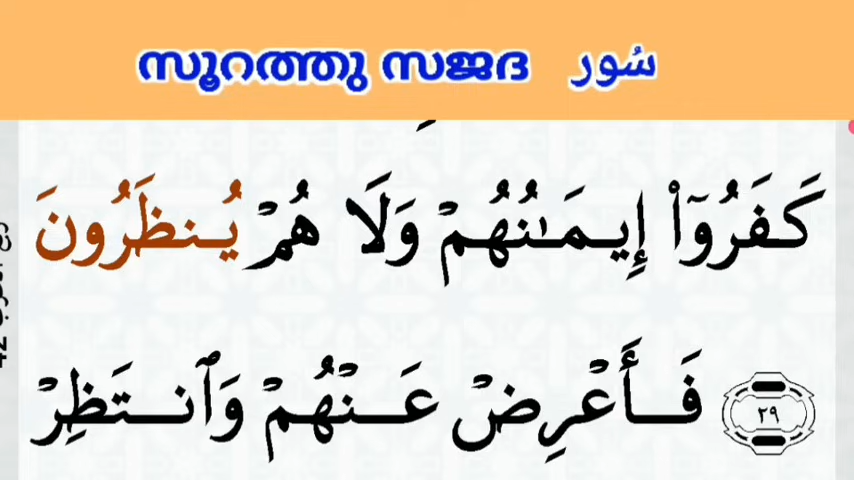 സൂറത്തു സജദ سُور
كَفَرُوٓا۟ إِيمَـٰنُهُمْ وَلَا هُمْ يُنظَرُونَ
٢٩ فَأَعْرِضْ عَنْهُمْ وَٱنتَظِرْ